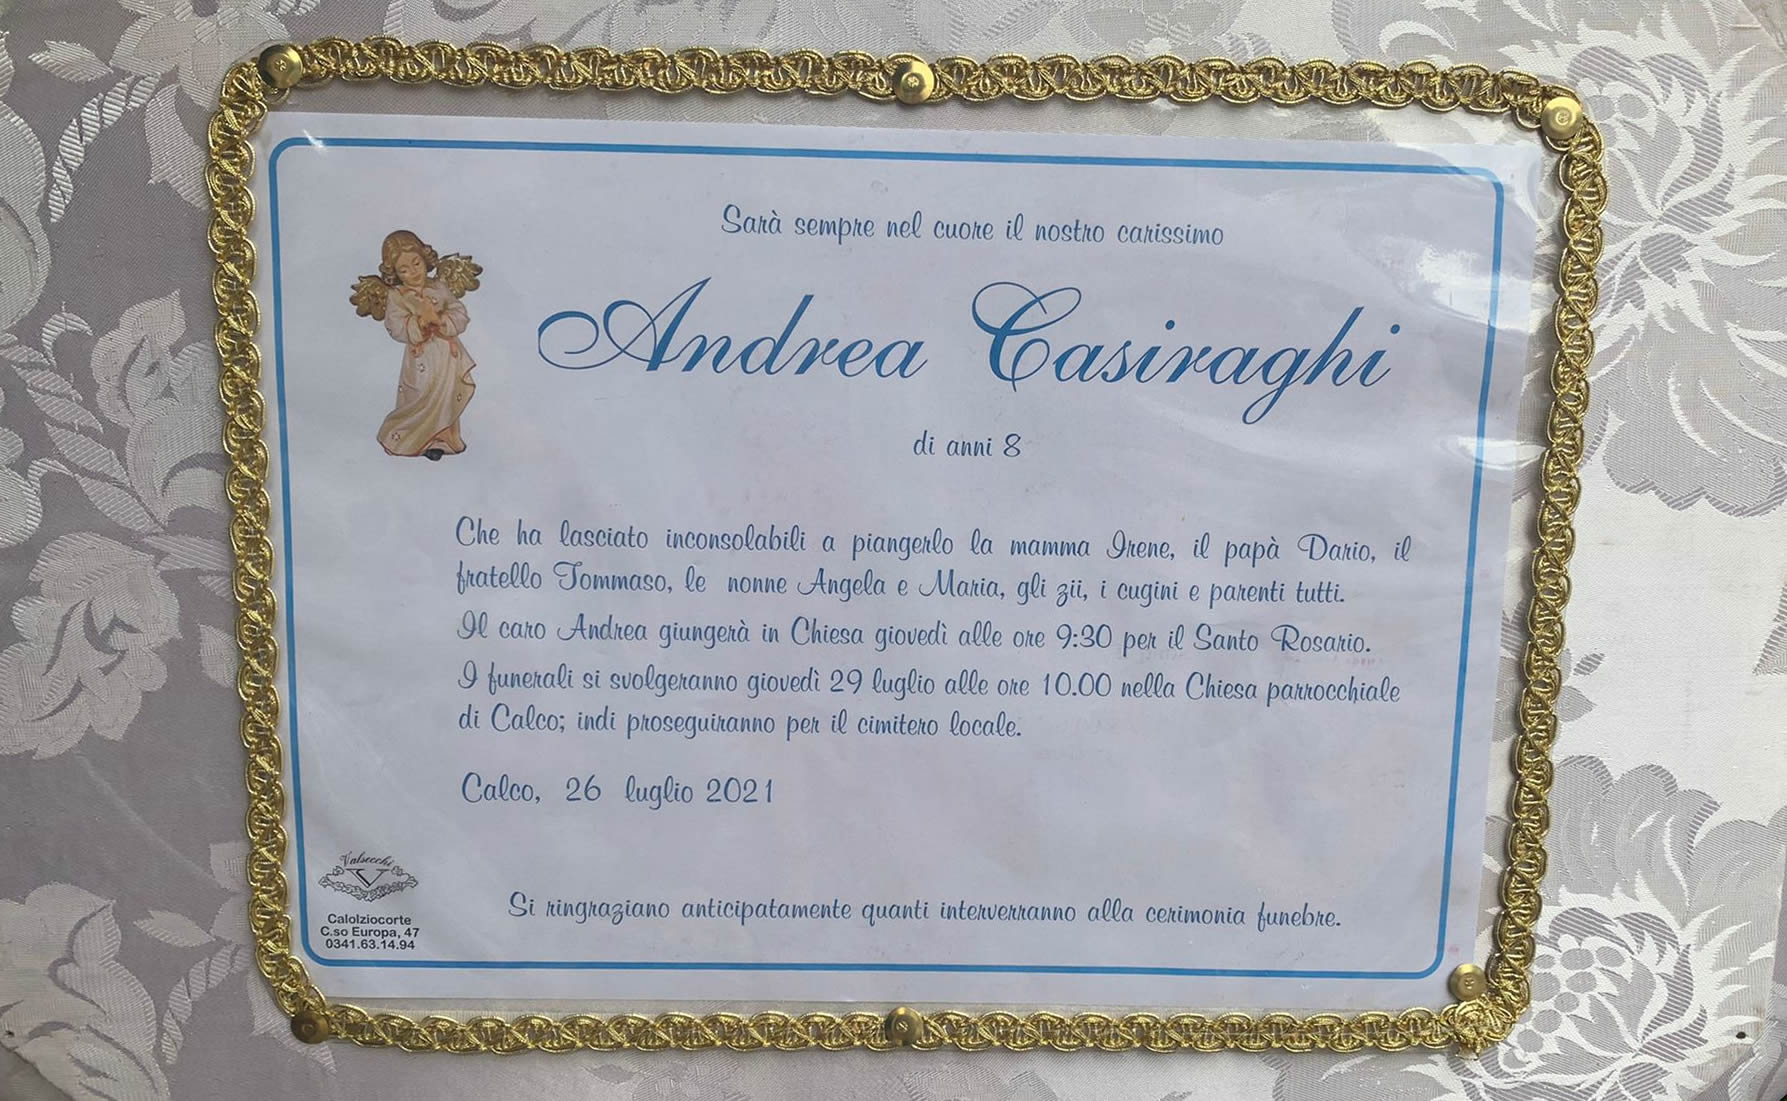 Sarà sempre nel cuore il nostro carissimo
Andrea Casiraghi
di anni 8
Che ha lasciato inconsolabili a piangerlo la mamma Irene, il papà Dario, il
fratello Tommaso, le nonne Angela e Maria, gli zii, i cugini e parenti tutti.
Il caro Andrea giungerà in Chiesa giovedì alle ore 9:30 per il Santo Rosario.
I funerali si svolgeranno giovedì 29 luglio alle ore 10.00 nella Chiesa parrocchiale
di Calco; indi proseguiranno per il cimitero locale.
Calco, 26 luglio 2021
Valsecchi
V
Calolziocorte
C.so Europa, 47
0341.63.14.94
Si ringraziano anticipatamente quanti interverranno alla cerimonia funebre.